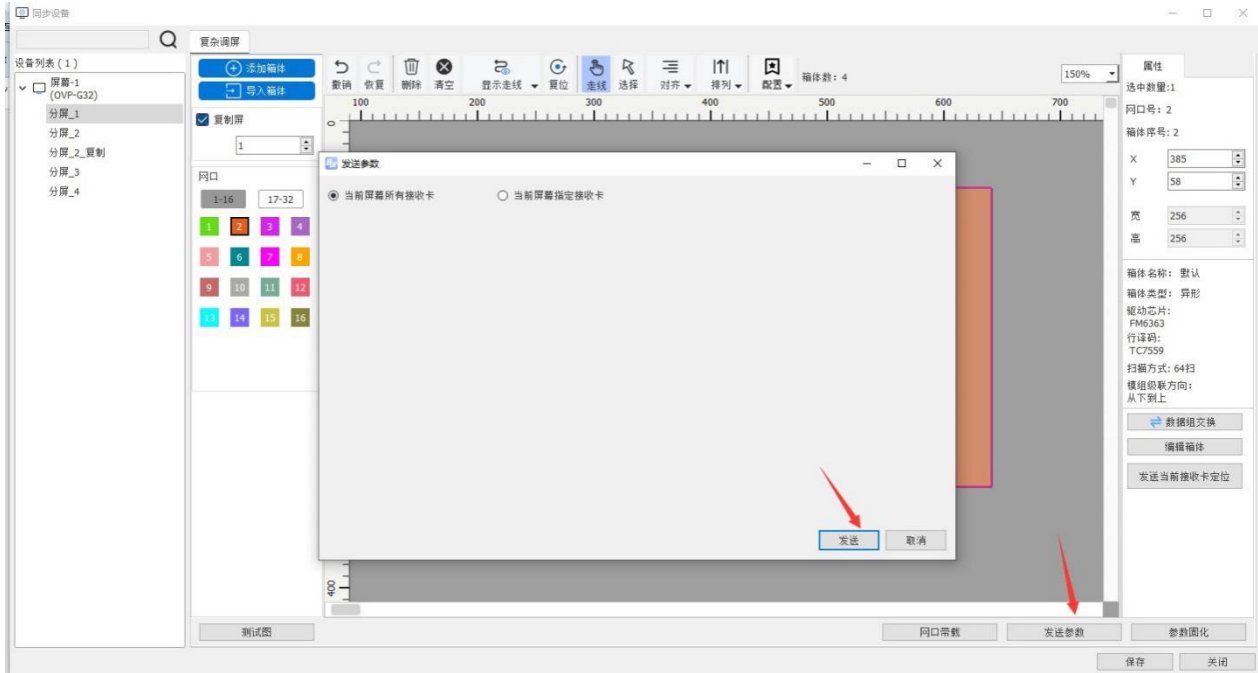 同步设备
设备列表 ( 1 )
屏幕-1
(OVP-G32)
分屏_1
分屏_2
分屏_2_复制
分屏_3
分屏_4
复杂调屏
添加箱体
导入箱体
复制屏
1
网口
1-16 17-32
1 2 3 4
5 6 7 8
9 10 11 12
13 14 15 16
撤销 恢复 删除 清空 显示走线 复位 走线 选择 对齐 排列 配置 箱体数: 4 150%
100 200 300 400 500 600 700
400
发送参数
当前屏幕所有接收卡 当前屏幕指定接收卡
发送 取消
属性
选中数量:1
网口号: 2
箱体序号: 2
X 385
Y 58
宽 256
高 256
箱体名称: 默认
箱体类型: 异形
驱动芯片:
FM6363
行译码:
TC7559
扫描方式: 64扫
模组级联方向:
从下到上
数据组交换
编辑箱体
发送当前接收卡定位
测试图 网口带载 发送参数 参数固化
保存 关闭